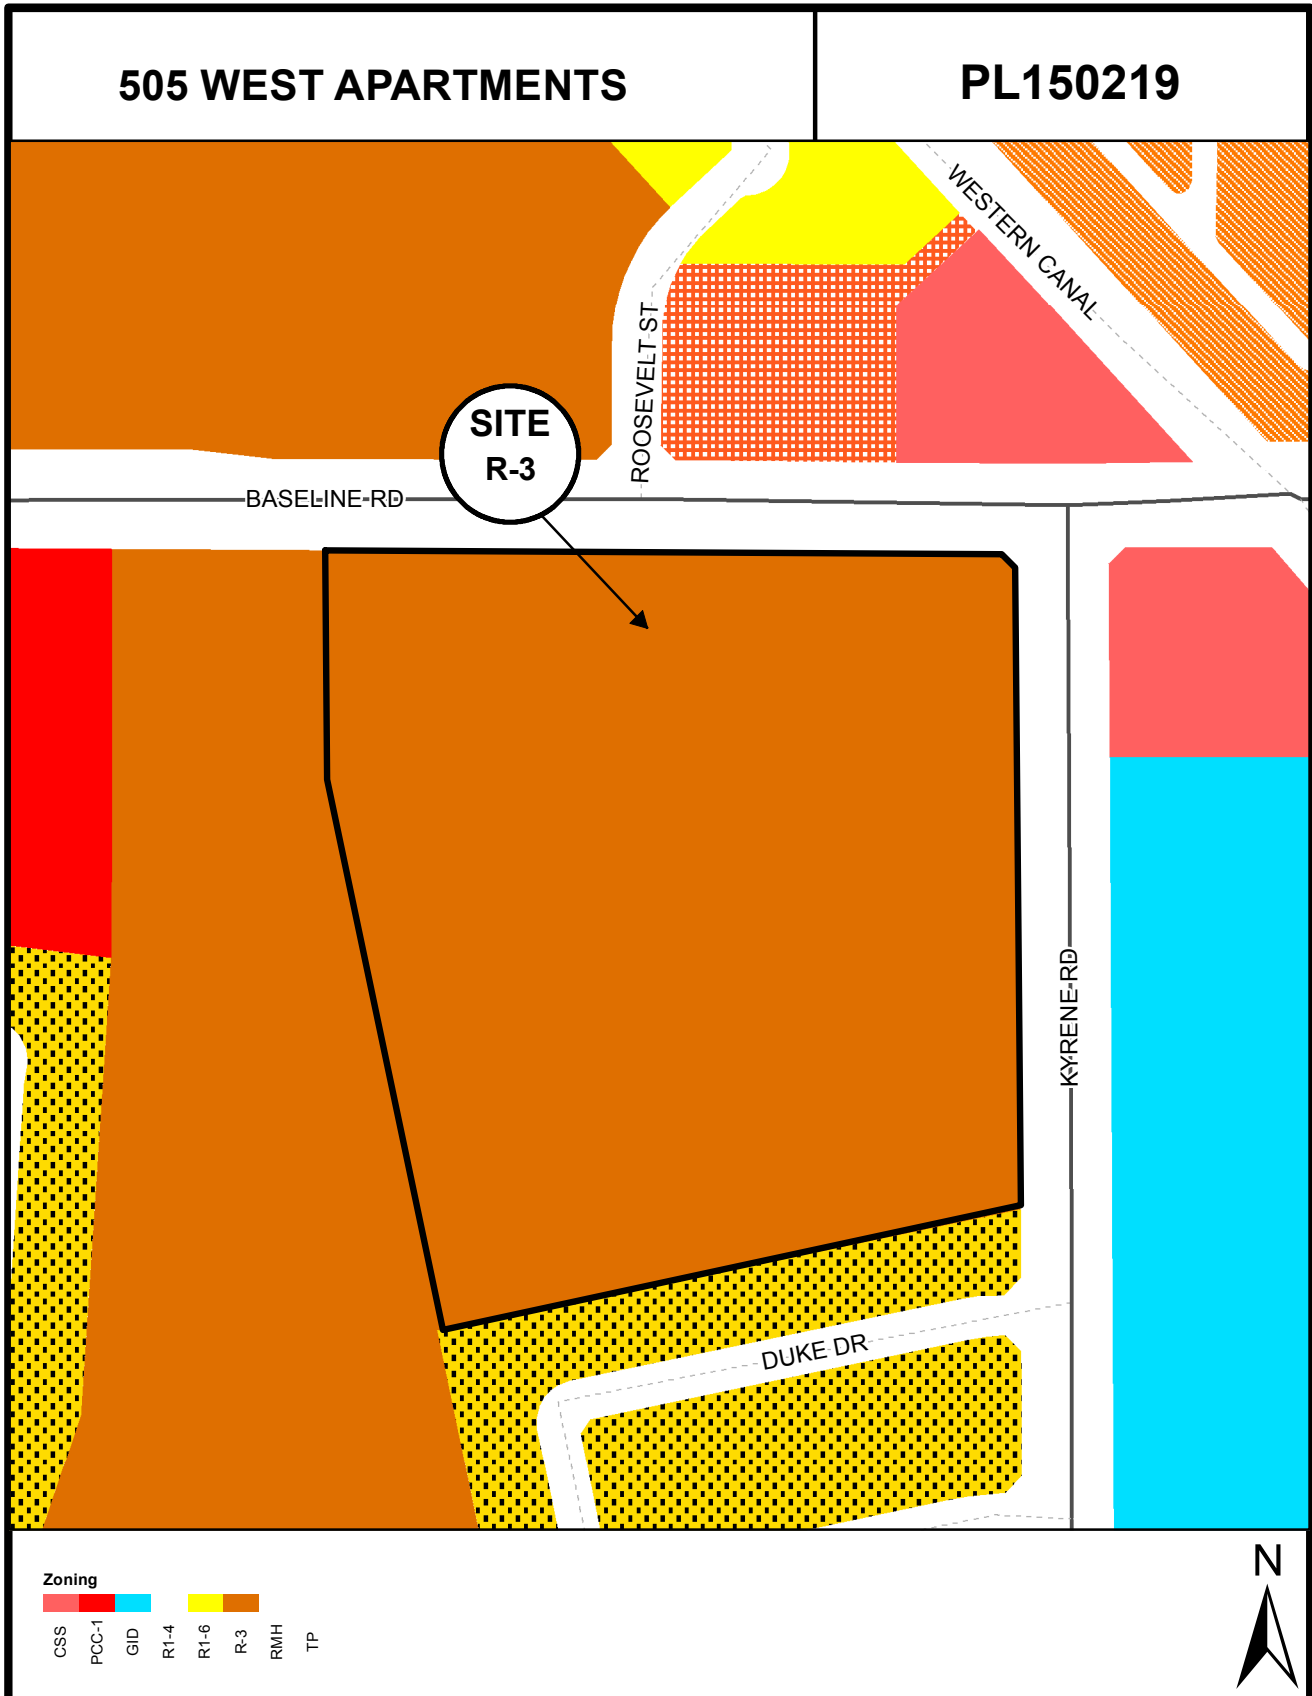 505 WEST APARTMENTS
PL150219
WESTERN CANAL
ROOSEVELT ST
SITE
R-3
BASELINE RD
KYRENE RD
DUKE DR
Zoning
CSS
PCC-1
GID
R1-4
R1-6
R-3
RMH
TP
N